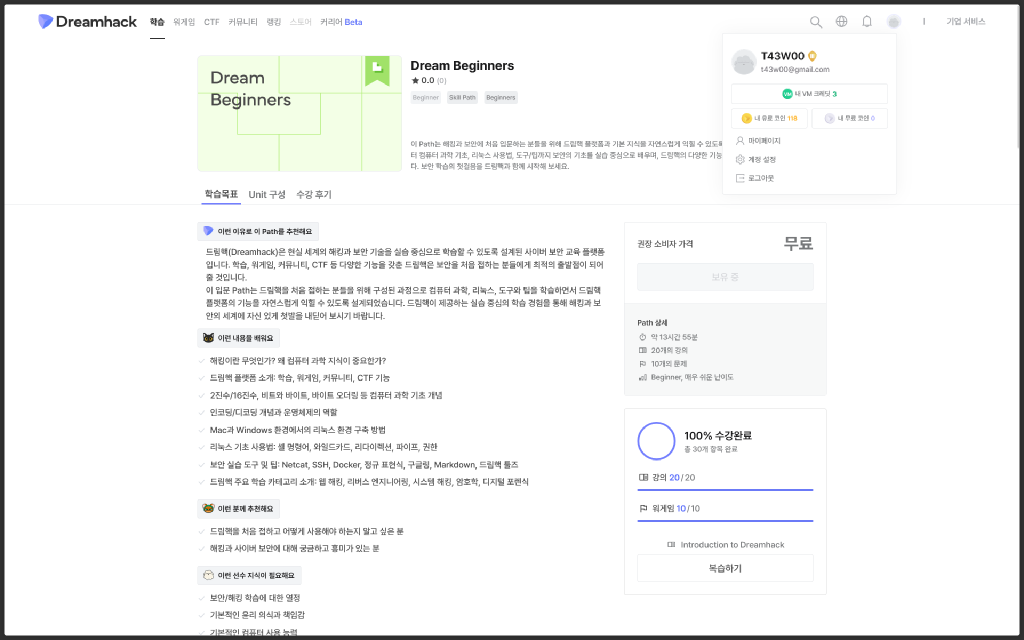 Dreamhack
학습 워게임 CTF 커뮤니티 랭킹 스토어 커리어 Beta
기업 서비스
T43W00
t43w00@gmail.com
VM 내 VM 크레딧 3
내 유료 코인 118
내 무료 코인 0
마이페이지
계정 설정
로그아웃
Dream
Beginners
Dream Beginners
★ 0.0 (0)
Beginner Skill Path Beginners
이 Path는 해킹과 보안에 처음 입문하는 분들을 위해 드림핵 플랫폼과 기본 지식을 자연스럽게 익힐 수 있도록
터 컴퓨터 과학 기초, 리눅스 사용법, 도구/팁까지 보안의 기초를 실습 중심으로 배우며, 드림핵의 다양한 기능
다. 보안 학습의 첫걸음을 드림핵과 함께 시작해 보세요.
학습목표 Unit 구성 수강 후기
이런 이유로 이 Path를 추천해요
드림핵(Dreamhack)은 현실 세계의 해킹과 보안 기술을 실습 중심으로 학습할 수 있도록 설계된 사이버 보안 교육 플랫폼
입니다. 학습, 워게임, 커뮤니티, CTF 등 다양한 기능을 갖춘 드림핵은 보안을 처음 접하는 분들에게 최적의 출발점이 되어
줄 것입니다.
이 입문 Path는 드림핵을 처음 접하는 분들을 위해 구성된 과정으로 컴퓨터 과학, 리눅스, 도구와 팁을 학습하면서 드림핵
플랫폼의 기능을 자연스럽게 익힐 수 있도록 설계되었습니다. 드림핵이 제공하는 실습 중심의 학습 경험을 통해 해킹과 보
안의 세계에 자신 있게 첫발을 내딛어 보시기 바랍니다.
이런 내용을 배워요
해킹이란 무엇인가? 왜 컴퓨터 과학 지식이 중요한가?
드림핵 플랫폼 소개: 학습, 워게임, 커뮤니티, CTF 기능
2진수/16진수, 비트와 바이트, 바이트 오더링 등 컴퓨터 과학 기초 개념
인코딩/디코딩 개념과 운영체제의 역할
Mac과 Windows 환경에서의 리눅스 환경 구축 방법
리눅스 기초 사용법: 셸 명령어, 와일드카드, 리다이렉션, 파이프, 권한
보안 실습 도구 및 팁: Netcat, SSH, Docker, 정규 표현식, 구글링, Markdown, 드림핵 툴즈
드림핵 주요 학습 카테고리 소개: 웹 해킹, 리버스 엔지니어링, 시스템 해킹, 암호학, 디지털 포렌식
이런 분께 추천해요
드림핵을 처음 접하고 어떻게 사용해야 하는지 알고 싶은 분
해킹과 사이버 보안에 대해 궁금하고 흥미가 있는 분
이런 선수 지식이 필요해요
보안/해킹 학습에 대한 열정
기본적인 윤리 의식과 책임감
기본적인 컴퓨터 사용 능력
권장 소비자 가격 무료
보유 중
Path 상세
약 13시간 55분
20개의 강의
10개의 문제
Beginner, 매우 쉬운 난이도
100% 수강완료
총 30개 항목 완료
강의 20/20
워게임 10/10
Introduction to Dreamhack
복습하기